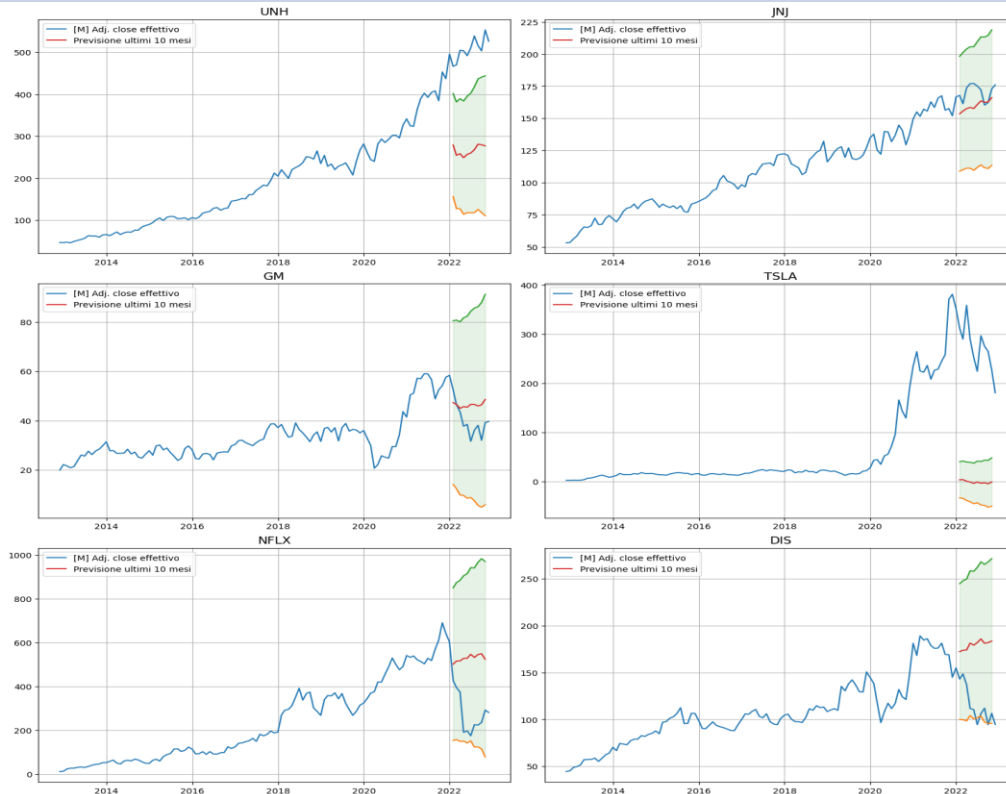 UNH
[M] Adj. close effettivo
Previsione ultimi 10 mesi
500
400
300
200
100
2014 2016 2018 2020 2022
JNJ
[M] Adj. close effettivo
Previsione ultimi 10 mesi
225
200
175
150
125
100
75
50
2014 2016 2018 2020 2022
GM
[M] Adj. close effettivo
Previsione ultimi 10 mesi
80
60
40
20
2014 2016 2018 2020 2022
TSLA
[M] Adj. close effettivo
Previsione ultimi 10 mesi
400
300
200
100
0
2014 2016 2018 2020 2022
NFLX
[M] Adj. close effettivo
Previsione ultimi 10 mesi
1000
800
600
400
200
0
2014 2016 2018 2020 2022
DIS
[M] Adj. close effettivo
Previsione ultimi 10 mesi
250
200
150
100
50
2014 2016 2018 2020 2022